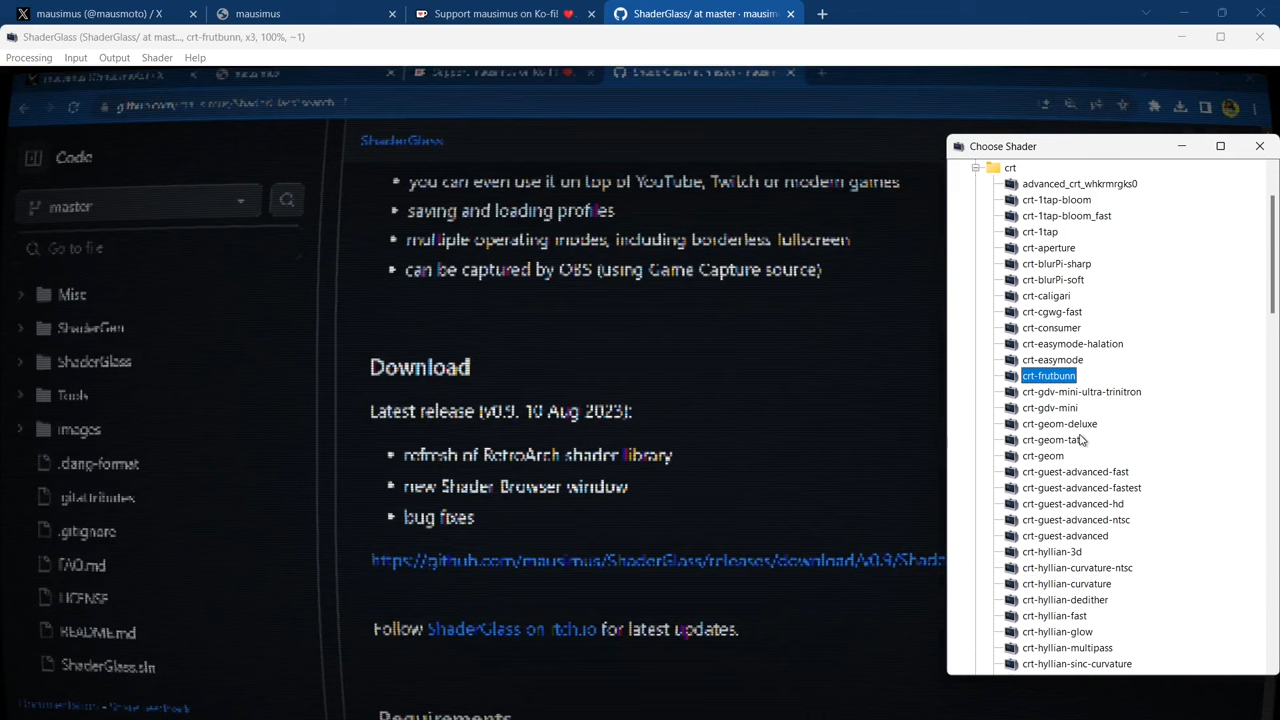 mausimus (@mausmoto) / X
mausimus
Support mausimus on Ko-fi! ❤
ShaderGlass/ at master · mausim
ShaderGlass (ShaderGlass/ at mast..., crt-frutbunn, x3, 100%, ~1)
Processing Input Output Shader Help
Code
master
Go to file
Misc
ShaderGen
ShaderGlass
Tools
images
.clang-format
.gitattributes
.gitignore
FAQ.md
LICENSE
README.md
ShaderGlass.sln
ShaderGlass
• you can even use it on top of YouTube, Twitch or modern games
• saving and loading profiles
• multiple operating modes, including borderless fullscreen
• can be captured by OBS (using Game Capture source)
Download
Latest release (v0.9, 10 Aug 2023):
• refresh of RetroArch shader library
• new Shader Browser window
• bug fixes
https://github.com/mausimus/ShaderGlass/releases/download/v0.9/Shade
Follow ShaderGlass on itch.io for latest updates.
Requirements
Choose Shader
crt
advanced_crt_whkrmrgks0
crt-1tap-bloom
crt-1tap-bloom_fast
crt-1tap
crt-aperture
crt-blurPi-sharp
crt-blurPi-soft
crt-caligari
crt-cgwg-fast
crt-consumer
crt-easymode-halation
crt-easymode
crt-frutbunn
crt-gdv-mini-ultra-trinitron
crt-gdv-mini
crt-geom-deluxe
crt-geom
crt-guest-advanced-fast
crt-guest-advanced-fastest
crt-guest-advanced-hd
crt-guest-advanced-ntsc
crt-guest-advanced
crt-hyllian-3d
crt-hyllian-curvature-ntsc
crt-hyllian-curvature
crt-hyllian-dedither
crt-hyllian-fast
crt-hyllian-glow
crt-hyllian-multipass
crt-hyllian-sinc-curvature